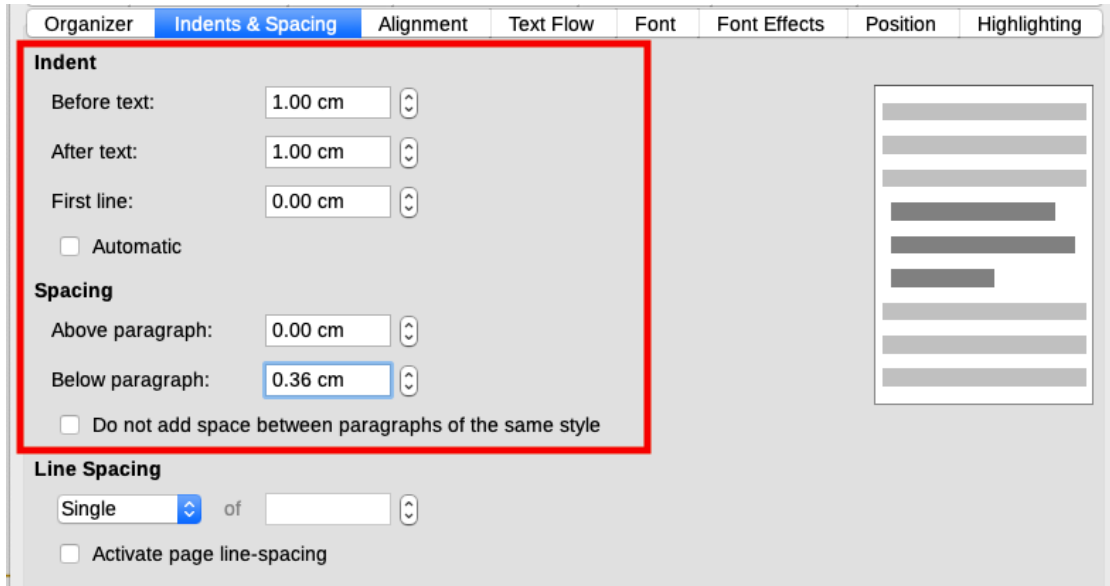 Organizer Indents & Spacing Alignment Text Flow Font Font Effects Position Highlighting
Indent
Before text: 1.00 cm
After text: 1.00 cm
First line: 0.00 cm
Automatic
Spacing
Above paragraph: 0.00 cm
Below paragraph: 0.36 cm
Do not add space between paragraphs of the same style
Line Spacing
Single of
Activate page line-spacing